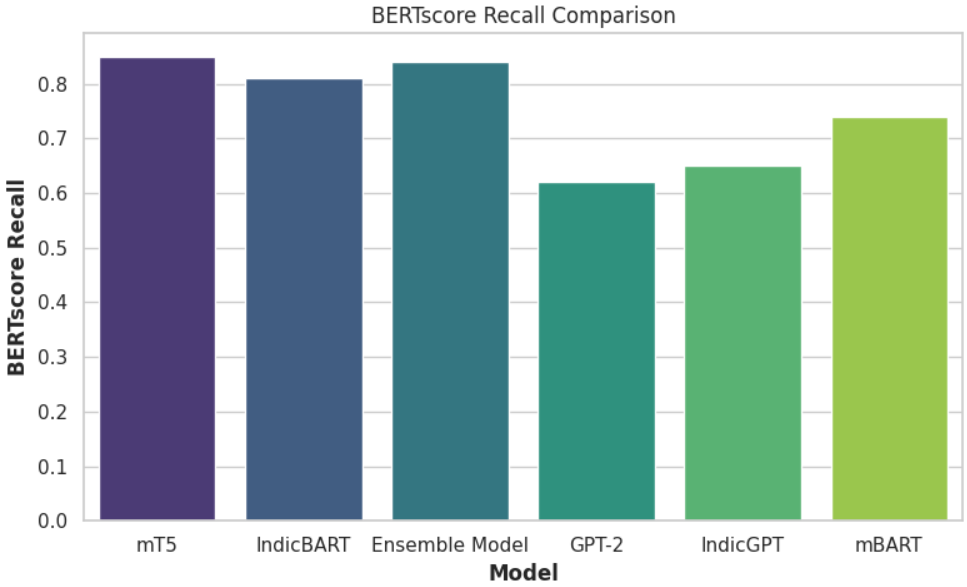 BERTscore Recall Comparison
BERTscore Recall
0.8
0.7
0.6
0.5
0.4
0.3
0.2
0.1
0.0
mT5 IndicBART Ensemble Model GPT-2 IndicGPT mBART
Model